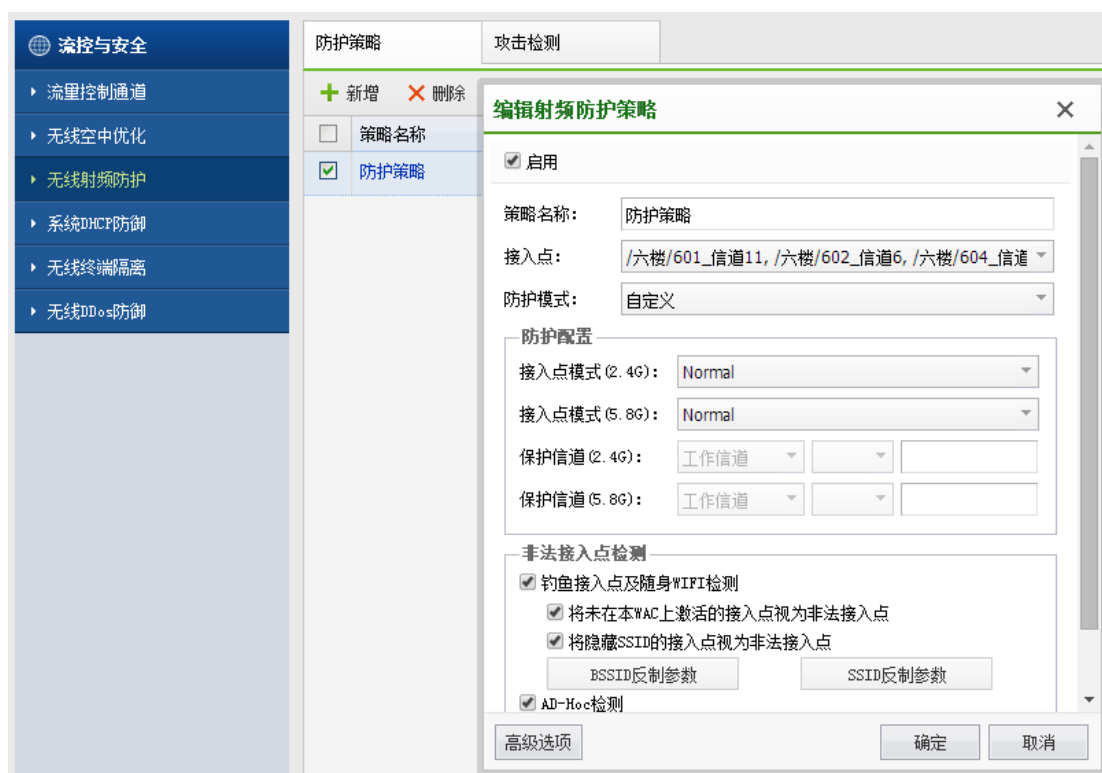 流控与安全
流量控制通道
无线空中优化
无线射频防护
系统DHCP防御
无线终端隔离
无线DDos防御
防护策略 攻击检测
新增 删除
策略名称
防护策略
编辑射频防护策略
启用
策略名称: 防护策略
接入点: /六楼/601_信道11, /六楼/602_信道6, /六楼/604_信道
防护模式: 自定义
防护配置
接入点模式(2.4G): Normal
接入点模式(5.8G): Normal
保护信道(2.4G): 工作信道
保护信道(5.8G): 工作信道
非法接入点检测
钓鱼接入点及随身WIFI检测
将未在本WAC上激活的接入点视为非法接入点
将隐藏SSID的接入点视为非法接入点
BSSID反制参数 SSID反制参数
AD-Hoc检测
高级选项 确定 取消